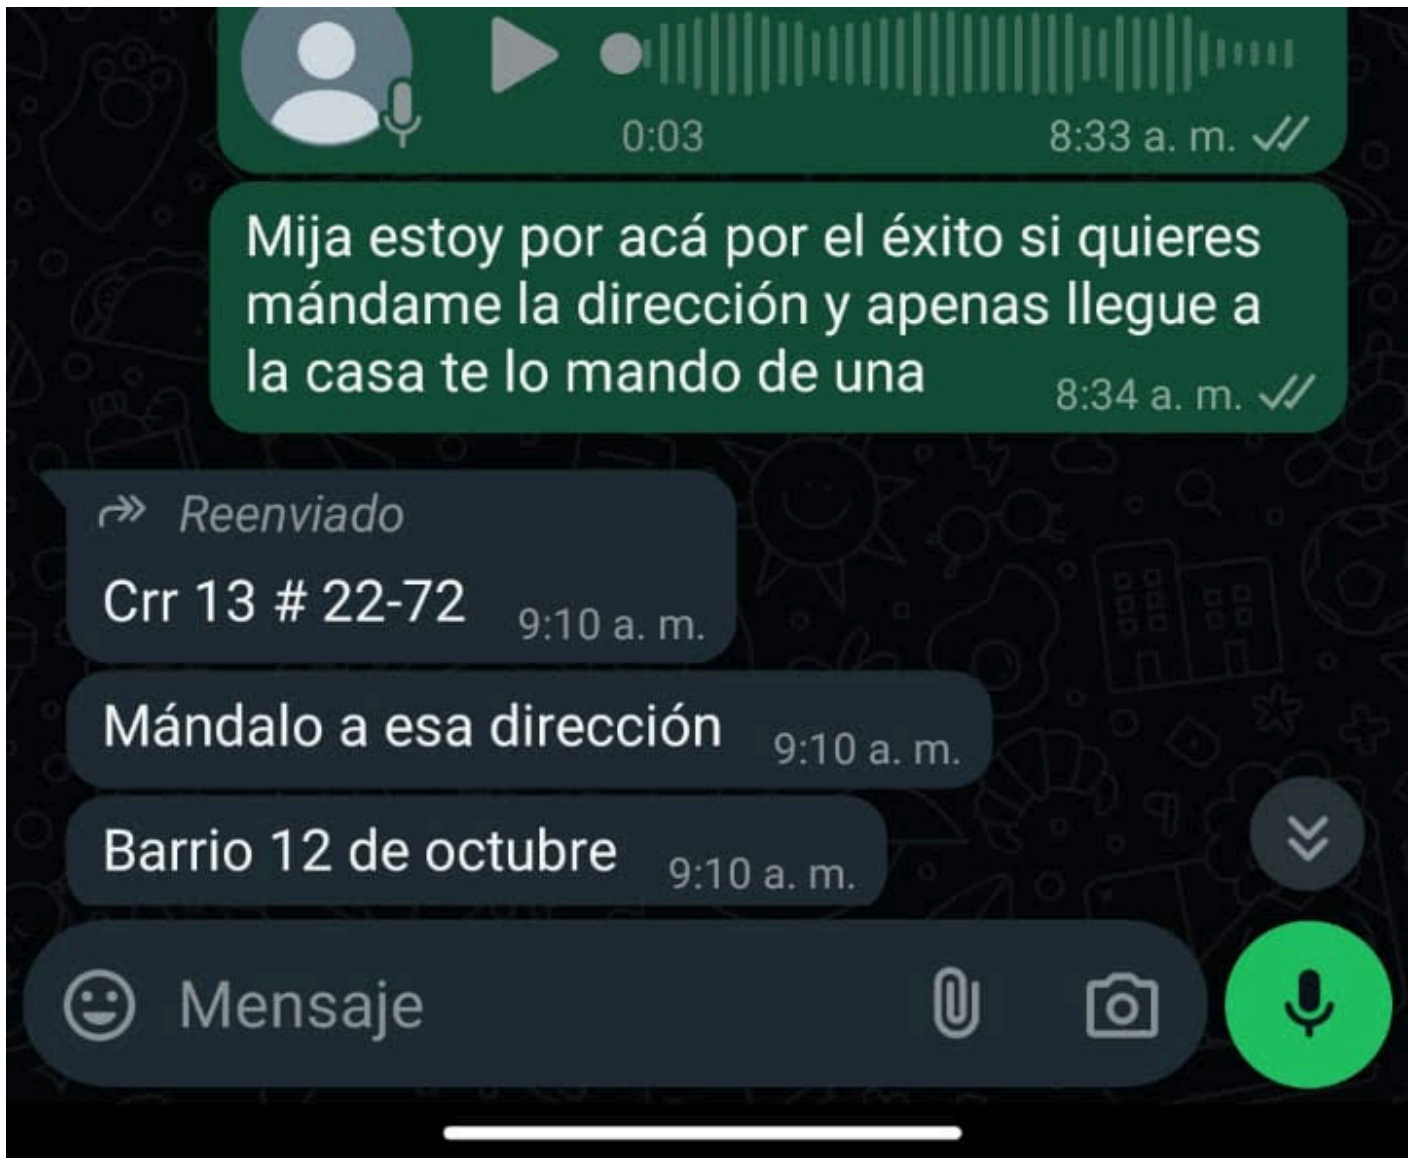 0:03 8:33 a. m.
Mija estoy por acá por el éxito si quieres
mándame la dirección y apenas llegue a
la casa te lo mando de una 8:34 a. m.
Reenviado
Crr 13 # 22-72 9:10 a. m.
Mándalo a esa dirección 9:10 a. m.
Barrio 12 de octubre 9:10 a. m.
Mensaje